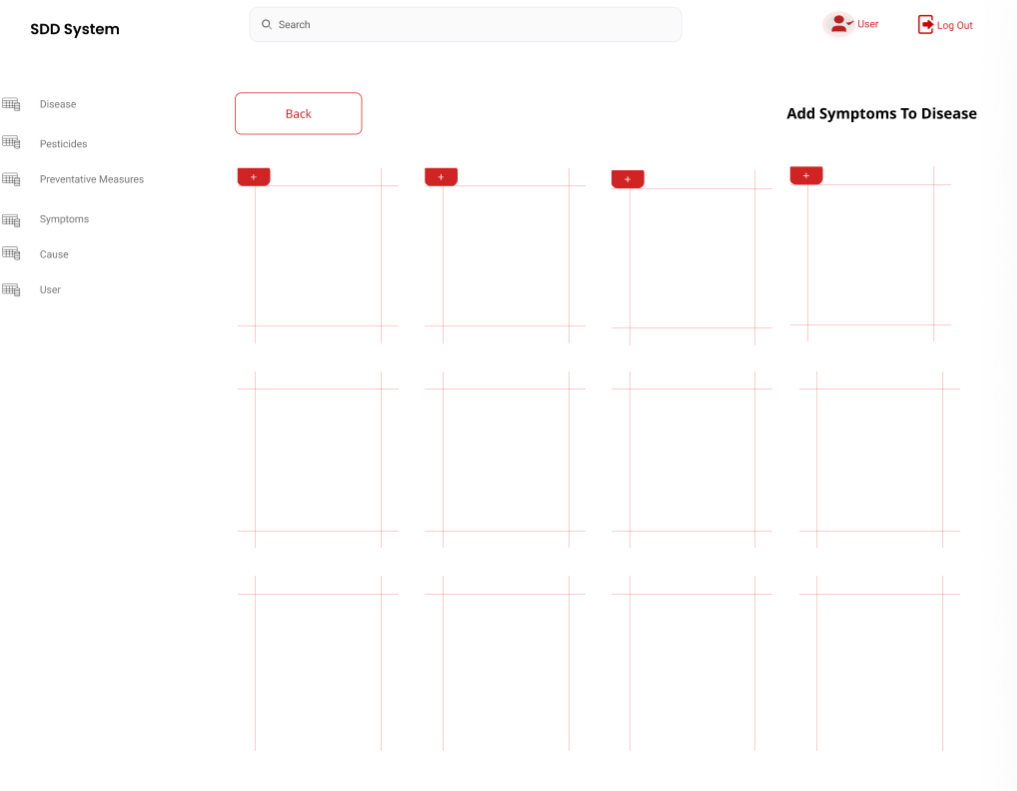 SDD System
Search
User
Log Out
Disease
Pesticides
Preventative Measures
Symptoms
Cause
User
Back
Add Symptoms To Disease
+
+
+
+